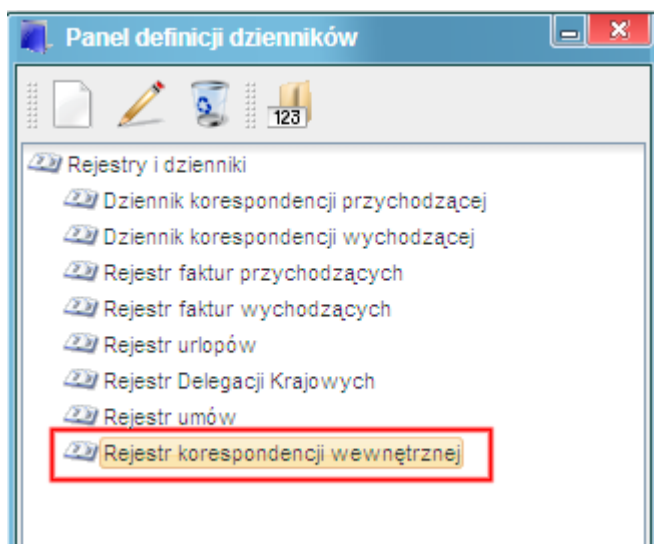 Panel definicji dzienników
123
Rejestry i dzienniki
Dziennik korespondencji przychodzącej
Dziennik korespondencji wychodzącej
Rejestr faktur przychodzących
Rejestr faktur wychodzących
Rejestr urlopów
Rejestr Delegacji Krajowych
Rejestr umów
Rejestr korespondencji wewnętrznej